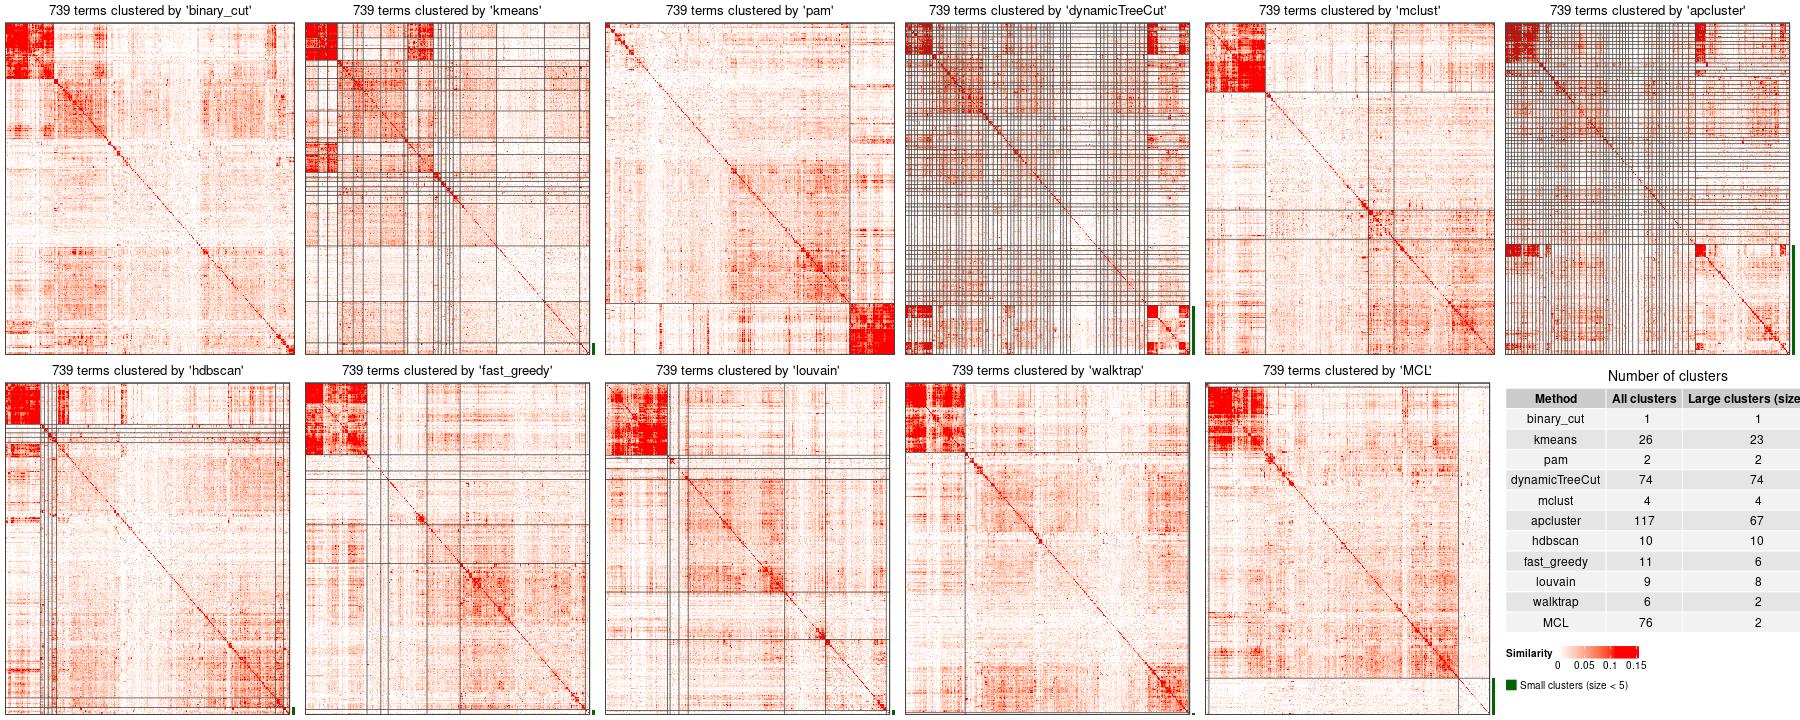 739 terms clustered by 'binary_cut'
739 terms clustered by 'kmeans'
739 terms clustered by 'pam'
739 terms clustered by 'dynamicTreeCut'
739 terms clustered by 'mclust'
739 terms clustered by 'apcluster'
739 terms clustered by 'hdbscan'
739 terms clustered by 'fast_greedy'
739 terms clustered by 'louvain'
739 terms clustered by 'walktrap'
739 terms clustered by 'MCL'
Number of clusters
Method All clusters Large clusters (size
binary_cut 1 1
kmeans 26 23
pam 2 2
dynamicTreeCut 74 74
mclust 4 4
apcluster 117 67
hdbscan 10 10
fast_greedy 11 6
louvain 9 8
walktrap 6 2
MCL 76 2
Similarity
0 0.05 0.1 0.15
Small clusters (size < 5)